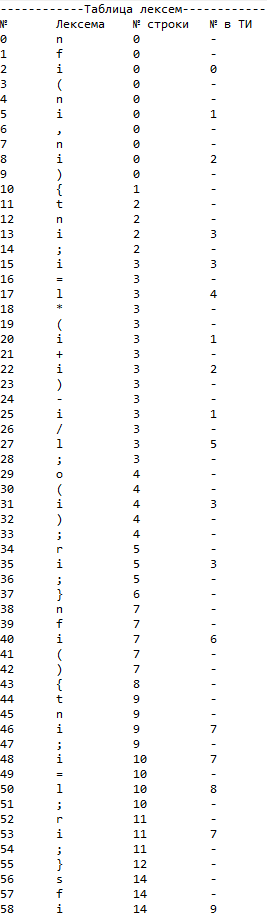 ------------Таблица лексем------------
№ Лексема № строки № в ТИ
0 n 0 -
1 f 0 -
2 i 0 0
3 ( 0 -
4 n 0 -
5 i 0 1
6 , 0 -
7 n 0 -
8 i 0 2
9 ) 0 -
10 { 1 -
11 t 2 -
12 n 2 -
13 i 2 3
14 ; 2 -
15 i 3 3
16 = 3 -
17 l 3 4
18 * 3 -
19 ( 3 -
20 i 3 1
21 + 3 -
22 i 3 2
23 ) 3 -
24 - 3 -
25 i 3 1
26 / 3 -
27 l 3 5
28 ; 3 -
29 o 4 -
30 ( 4 -
31 i 4 3
32 ) 4 -
33 ; 4 -
34 r 5 -
35 i 5 3
36 ; 5 -
37 } 6 -
38 n 7 -
39 f 7 -
40 i 7 6
41 ( 7 -
42 ) 7 -
43 { 8 -
44 t 9 -
45 n 9 -
46 i 9 7
47 ; 9 -
48 i 10 7
49 = 10 -
50 l 10 8
51 ; 10 -
52 r 11 -
53 i 11 7
54 ; 11 -
55 } 12 -
56 s 14 -
57 f 14 -
58 i 14 9